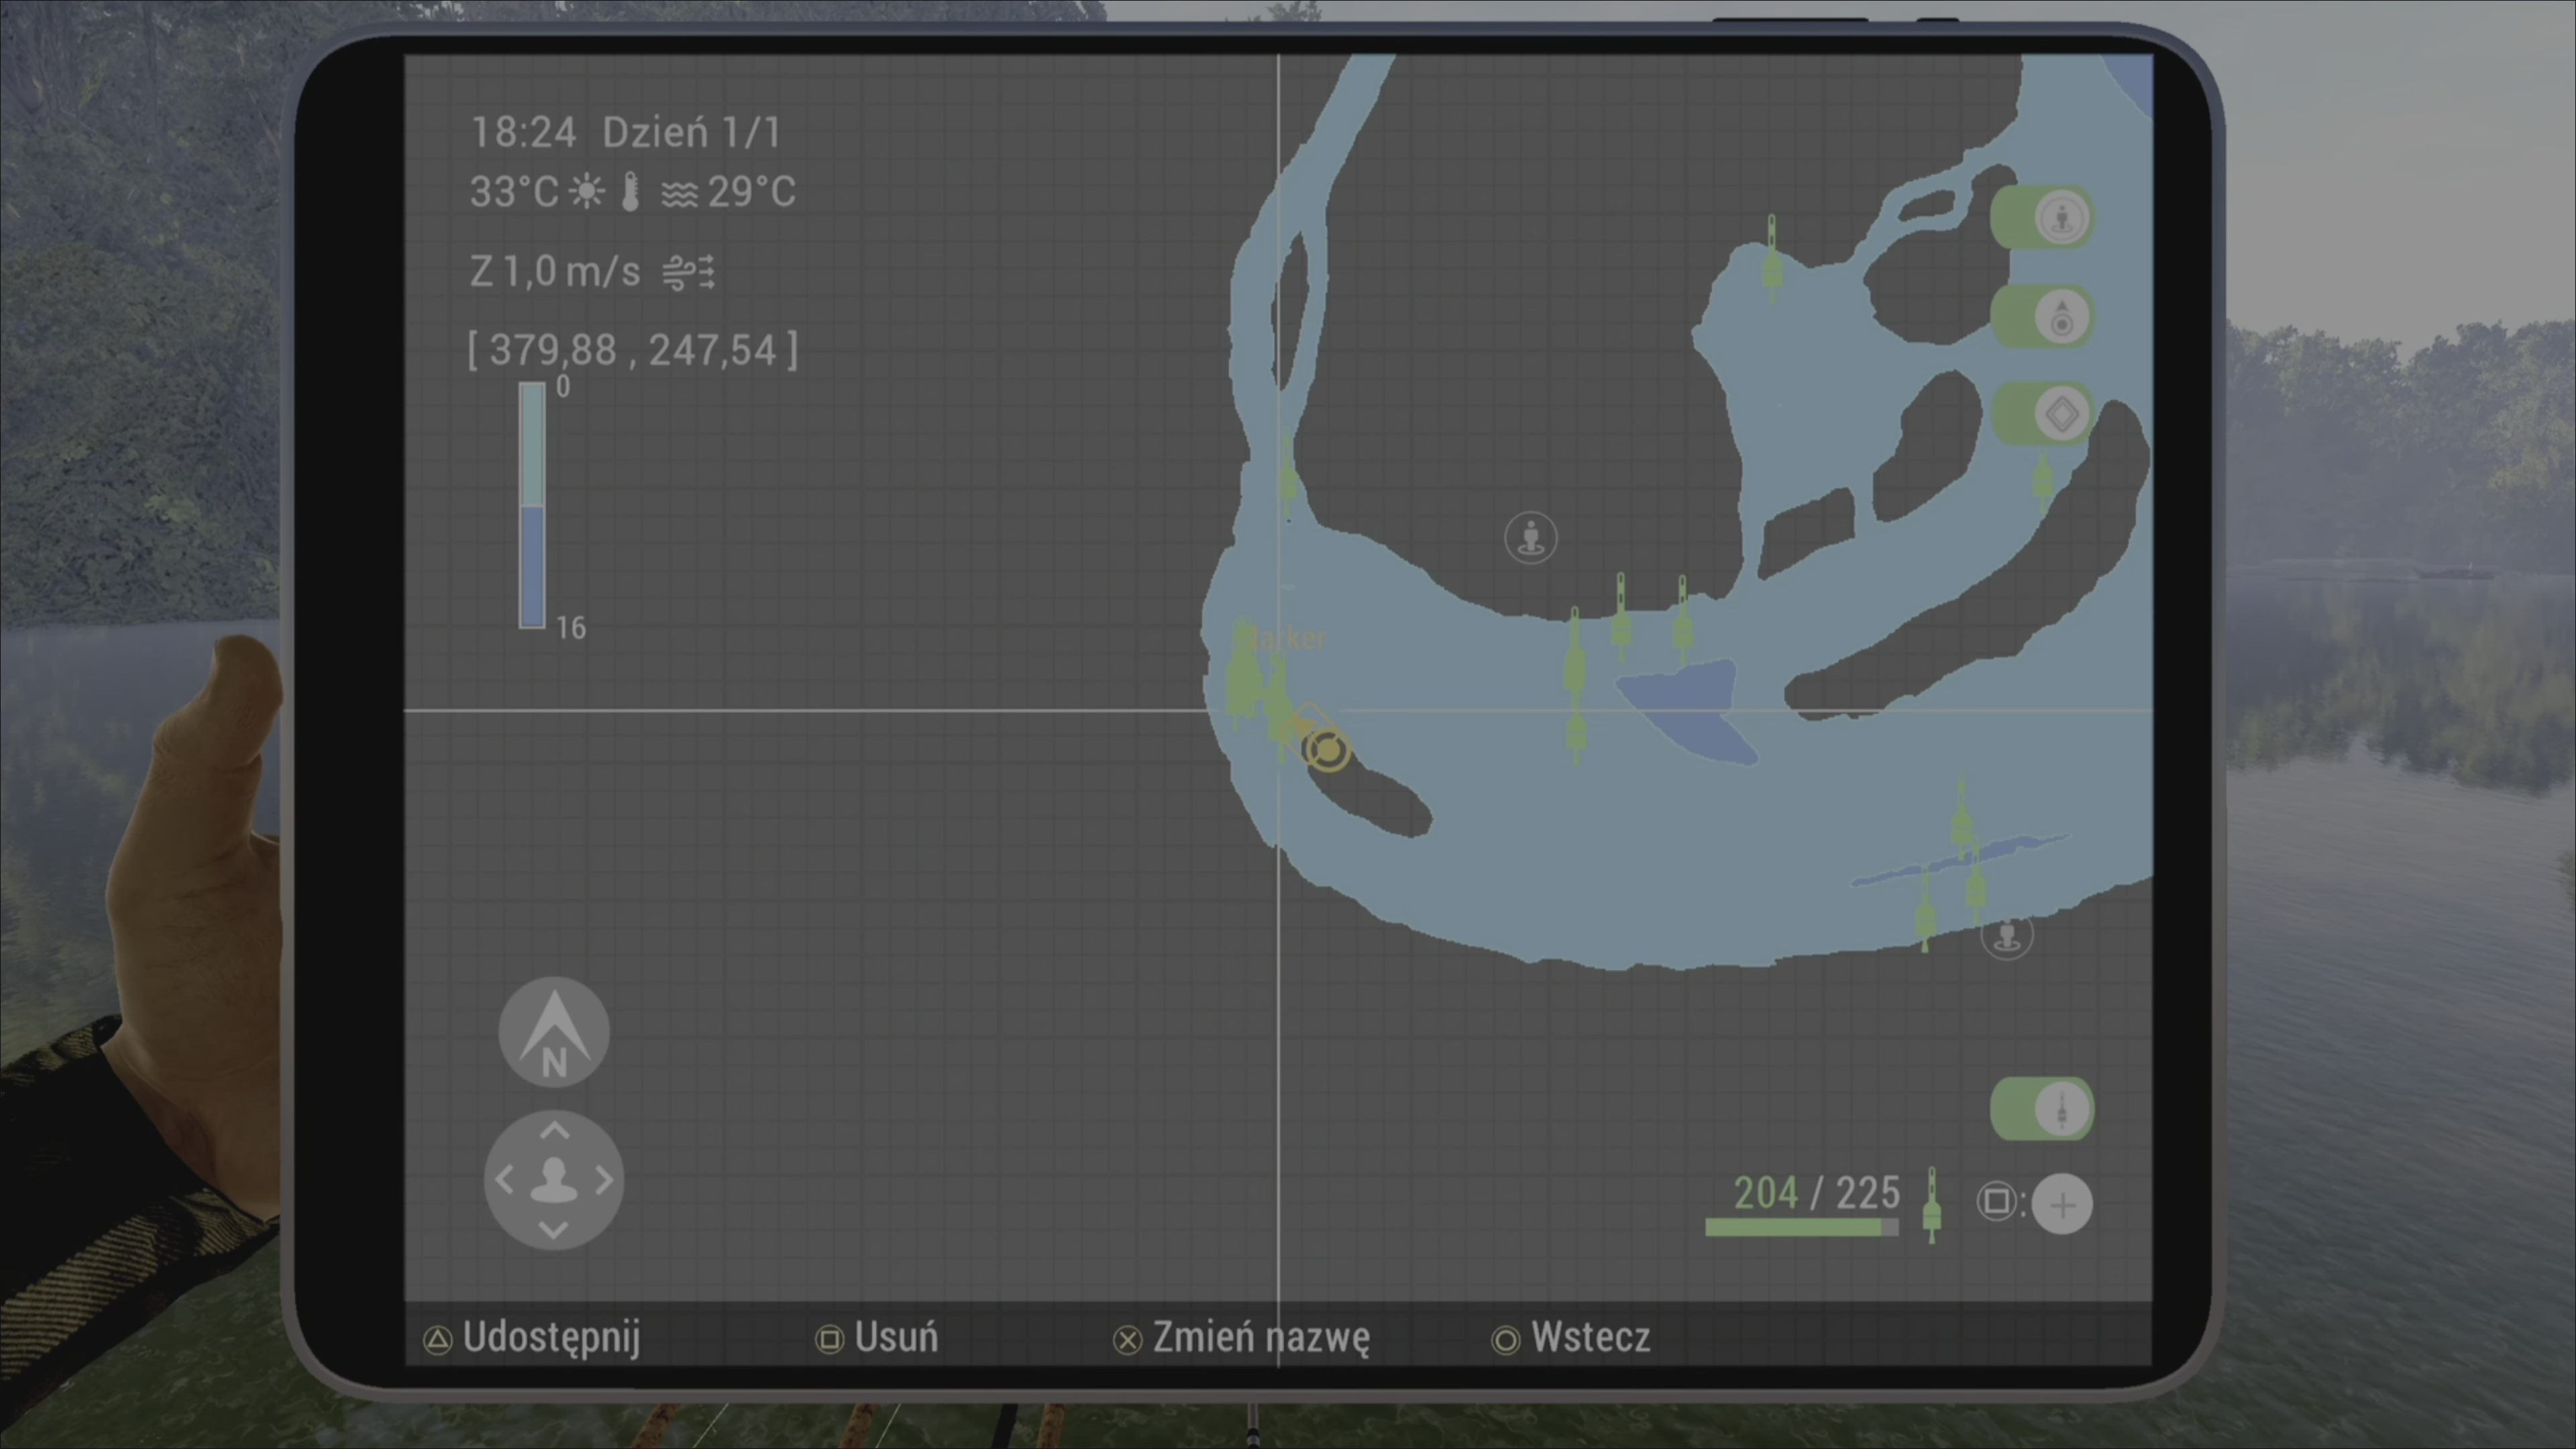 18:24 Dzień 1/1
33°C 29°C
Z 1,0 m/s
[ 379,88 , 247,54 ]
0
16
N
204 / 225
:
Udostępnij
Usuń
Zmień nazwę
Wstecz